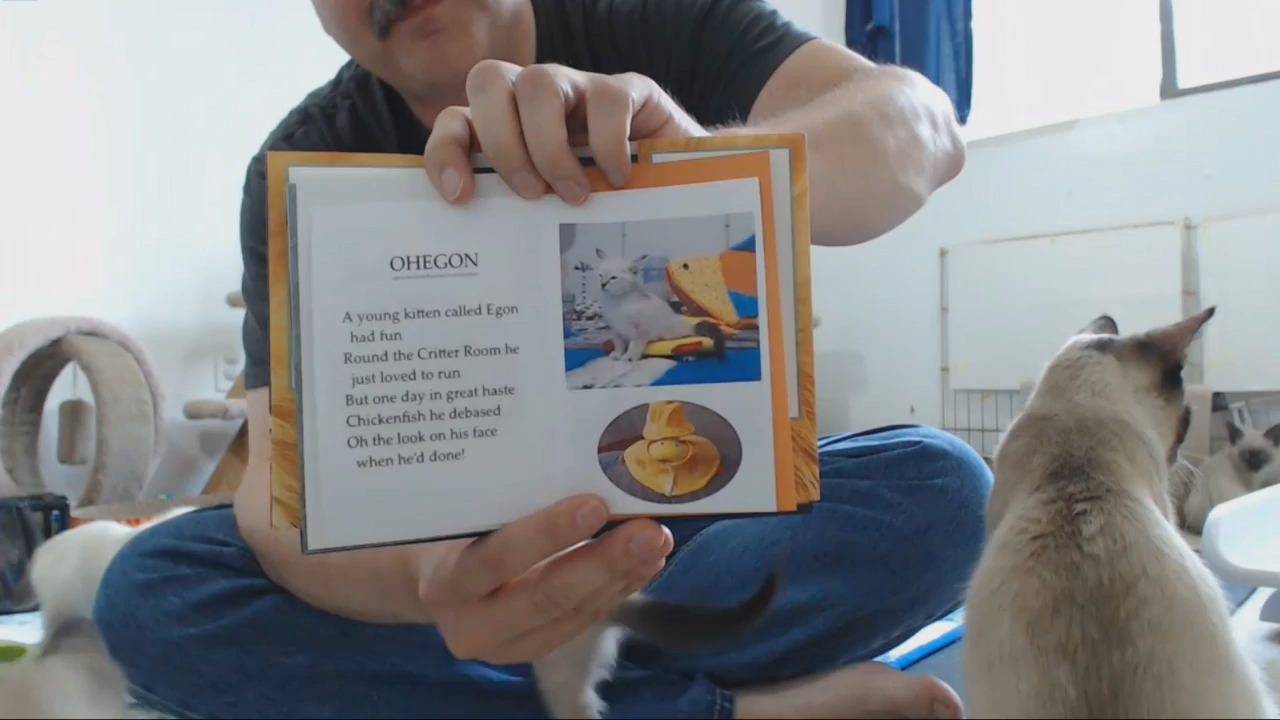 OHEGON
A young kitten called Egon
had fun
Round the Critter Room he
just loved to run
But one day in great haste
Chickenfish he debased
Oh the look on his face
when he'd done!